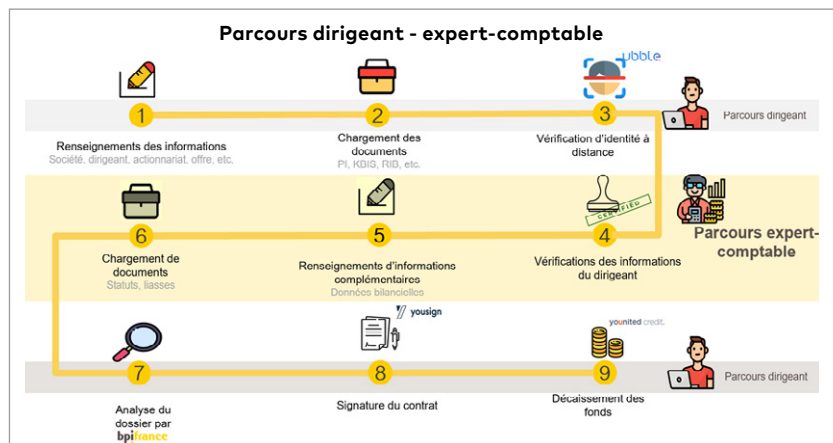 Parcours dirigeant - expert-comptable
ubble
1
2
3
Parcours dirigeant
Renseignements des informations
Société, dirigeant, actionnariat, offre, etc.
Chargement des
documents
PI, KBIS, RIB, etc.
Vérification d'identité à
distance
CERTIFIED
6
5
4
Parcours expert-
comptable
Chargement de
documents
Statuts, liasses
Renseignements d'informations
complémentaires
Données bilancielles
Vérifications des informations
du dirigeant
yousign
younited credit.
7
8
9
Parcours dirigeant
Analyse du
dossier par
bpifrance
Signature du contrat
Décaissement des
fonds